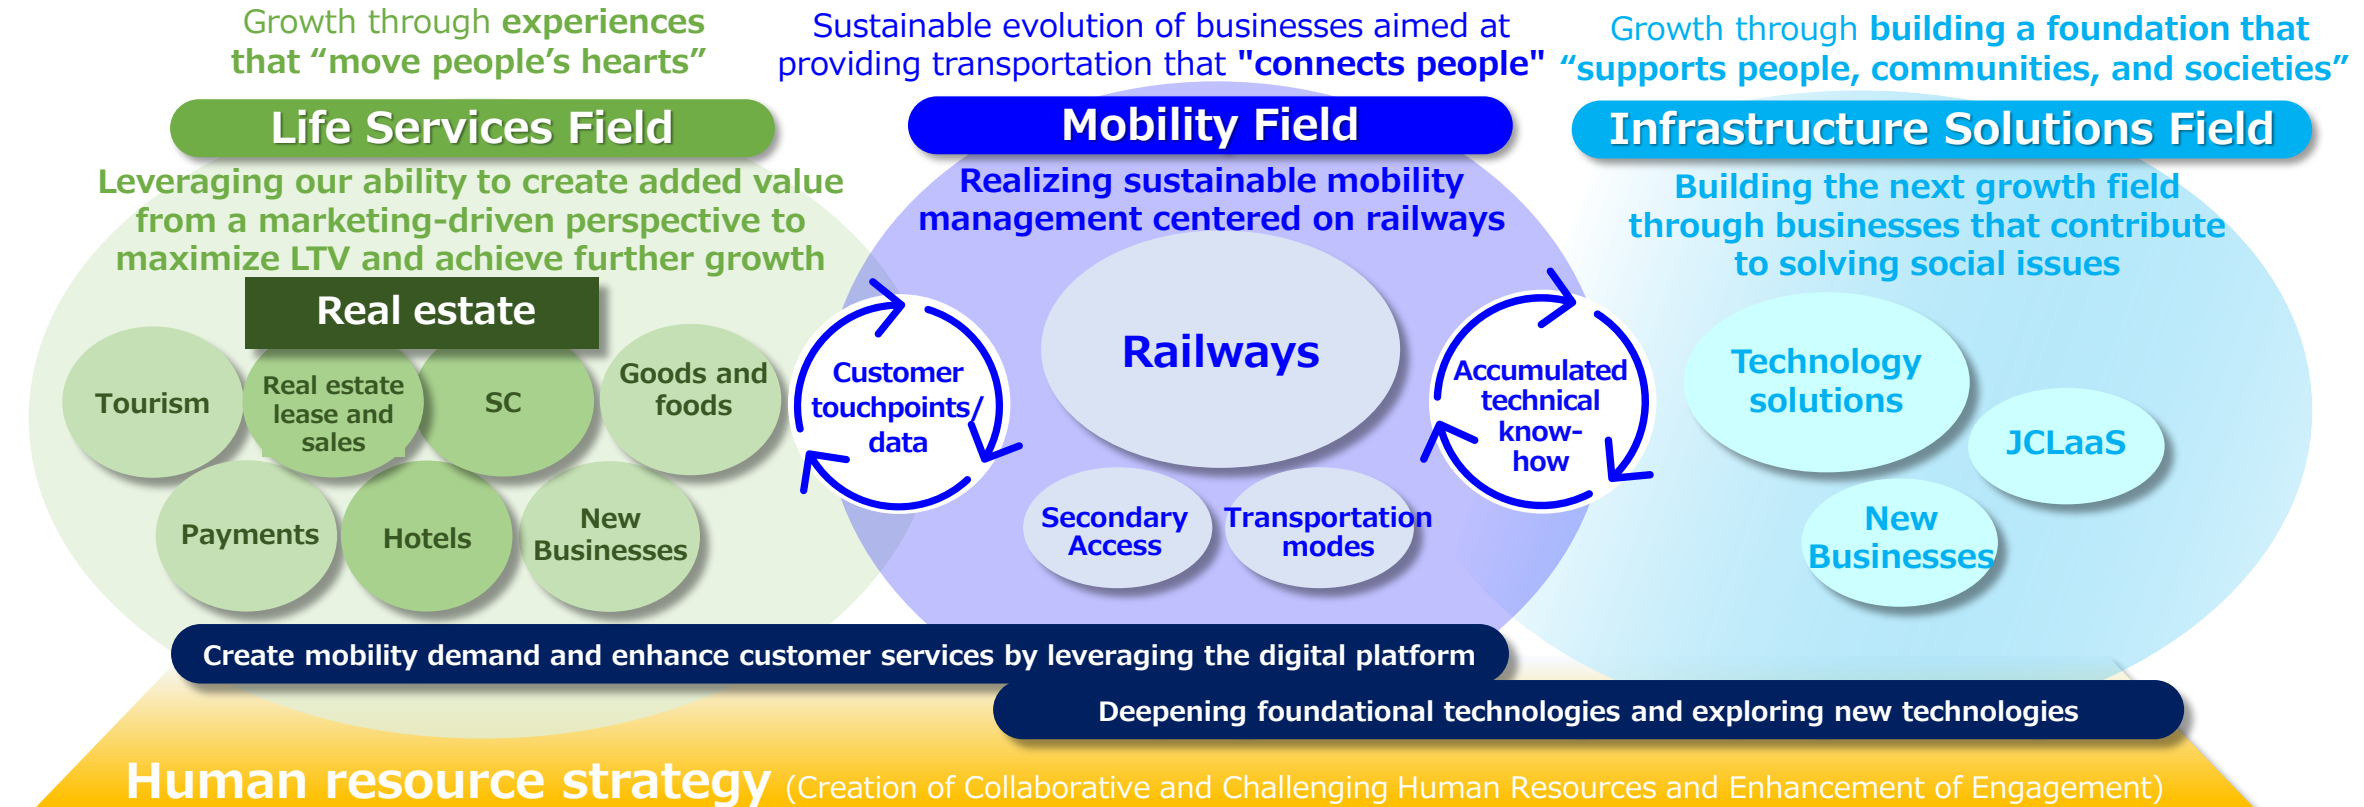 Growth through experiences
that “move people’s hearts”
Life Services Field
Leveraging our ability to create added value
from a marketing-driven perspective to
maximize LTV and achieve further growth
Real estate
Tourism
Real estate
lease and
sales
SC
Goods and
foods
Payments
Hotels
New
Businesses
Customer
touchpoints/
data
Sustainable evolution of businesses aimed at
providing transportation that "connects people"
Mobility Field
Realizing sustainable mobility
management centered on railways
Railways
Secondary
Access
Transportation
modes
Accumulated
technical
know-
how
Growth through building a foundation that
“supports people, communities, and societies”
Infrastructure Solutions Field
Building the next growth field
through businesses that contribute
to solving social issues
Technology
solutions
JCLaaS
New
Businesses
Create mobility demand and enhance customer services by leveraging the digital platform
Deepening foundational technologies and exploring new technologies
Human resource strategy (Creation of Collaborative and Challenging Human Resources and Enhancement of Engagement)